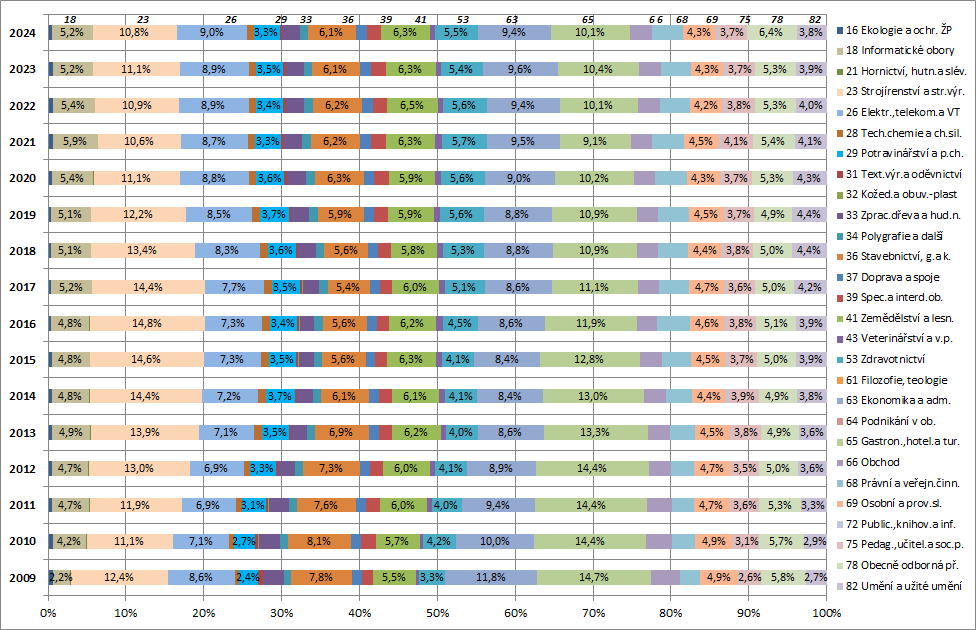 18 23 26 29 33 36 39 41 53 63 65 66 68 69 75 78 82
2024 5,2% 10,8% 9,0% 3,3% 6,1% 6,3% 5,5% 9,4% 10,1% 4,3% 3,7% 6,4% 3,8%
2023 5,2% 11,1% 8,9% 3,5% 6,1% 6,3% 5,4% 9,6% 10,4% 4,3% 3,7% 5,3% 3,9%
2022 5,4% 10,9% 8,9% 3,4% 6,2% 6,5% 5,6% 9,4% 10,1% 4,2% 3,8% 5,3% 4,0%
2021 5,9% 10,6% 8,7% 3,3% 6,2% 6,3% 5,7% 9,5% 9,1% 4,5% 4,1% 5,4% 4,1%
2020 5,4% 11,1% 8,8% 3,6% 6,3% 5,9% 5,6% 9,0% 10,2% 4,3% 3,7% 5,3% 4,3%
2019 5,1% 12,2% 8,5% 3,7% 5,9% 5,9% 5,6% 8,8% 10,9% 4,5% 3,7% 4,9% 4,4%
2018 5,1% 13,4% 8,3% 3,6% 5,6% 5,8% 5,3% 8,8% 10,9% 4,4% 3,8% 5,0% 4,4%
2017 5,2% 14,4% 7,7% 3,5% 5,4% 6,0% 5,1% 8,6% 11,1% 4,7% 3,6% 5,0% 4,2%
2016 4,8% 14,8% 7,3% 3,4% 5,6% 6,2% 4,5% 8,6% 11,9% 4,6% 3,8% 5,1% 3,9%
2015 4,8% 14,6% 7,3% 3,5% 5,6% 6,3% 4,1% 8,4% 12,8% 4,5% 3,7% 5,0% 3,9%
2014 4,8% 14,4% 7,2% 3,7% 6,1% 6,1% 4,1% 8,4% 13,0% 4,4% 3,9% 4,9% 3,8%
2013 4,9% 13,9% 7,1% 3,5% 6,9% 6,2% 4,0% 8,6% 13,3% 4,5% 3,8% 4,9% 3,6%
2012 4,7% 13,0% 6,9% 3,3% 7,3% 6,0% 4,1% 8,9% 14,4% 4,7% 3,5% 5,0% 3,6%
2011 4,7% 11,9% 6,9% 3,1% 7,6% 6,0% 4,0% 9,4% 14,4% 4,7% 3,6% 5,3% 3,3%
2010 4,2% 11,1% 7,1% 2,7% 8,1% 5,7% 4,2% 10,0% 14,4% 4,9% 3,1% 5,7% 2,9%
2009 2,2% 12,4% 8,6% 2,4% 7,8% 5,5% 3,3% 11,8% 14,7% 4,9% 2,6% 5,8% 2,7%
0% 10% 20% 30% 40% 50% 60% 70% 80% 90% 100%
16 Ekologie a ochr. ŽP
18 Informatické obory
21 Hornictví, hutn.a slév.
23 Strojírenství a str.výr.
26 Elektr.,telekom.a VT
28 Tech.chemie a ch.sil.
29 Potravinářství a p.ch.
31 Text.výr.a oděvnictví
32 Kožed.a obuv.-plast
33 Zprac.dřeva a hud.n.
34 Polygrafie a další
36 Stavebnictví, g.a k.
37 Doprava a spoje
39 Spec.a interd.ob.
41 Zemědělství a lesn.
43 Veterinářství a v.p.
53 Zdravotnictví
61 Filozofie, teologie
63 Ekonomika a adm.
64 Podnikání v ob.
65 Gastron.,hotel.a tur.
66 Obchod
68 Právní a veřejn.činn.
69 Osobní a prov.sl.
72 Public.,knihov.a inf.
75 Pedag.,učitel.a soc.p.
78 Obecně odborná př.
82 Umění a užité umění